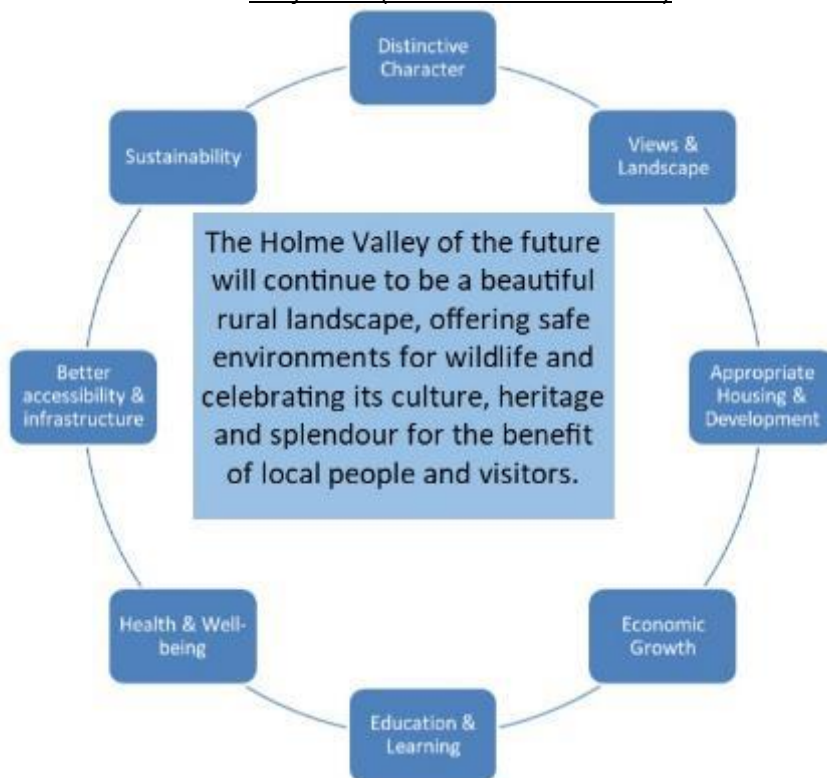 Distinctive
Character
Views &
Landscape
Appropriate
Housing &
Development
Economic
Growth
Education &
Learning
Health & Well-
being
Better
accessibility &
infrastructure
Sustainability
The Holme Valley of the future
will continue to be a beautiful
rural landscape, offering safe
environments for wildlife and
celebrating its culture, heritage
and splendour for the benefit
of local people and visitors.